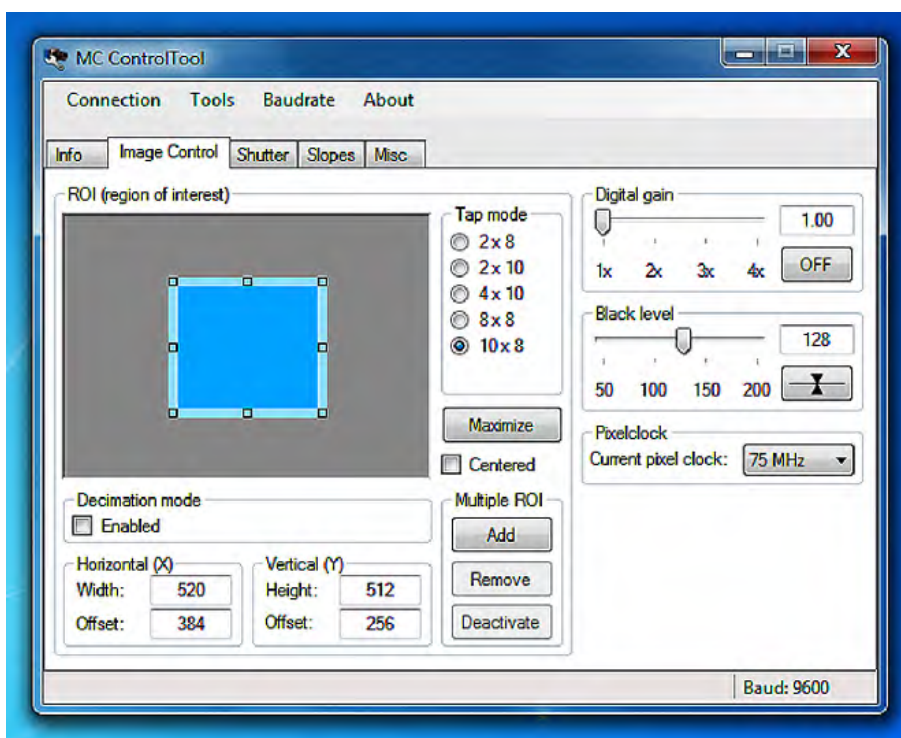 MC ControlTool
Connection Tools Baudrate About
Info Image Control Shutter Slopes Misc
ROI (region of interest)
Tap mode
2 x 8
2 x 10
4 x 10
8 x 8
10 x 8
Maximize
Centered
Decimation mode
Enabled
Horizontal (X)
Width: 520
Offset: 384
Vertical (Y)
Height: 512
Offset: 256
Multiple ROI
Add
Remove
Deactivate
Digital gain
1.00
1x 2x 3x 4x OFF
Black level
128
50 100 150 200
Pixelclock
Current pixel clock: 75 MHz
Baud: 9600